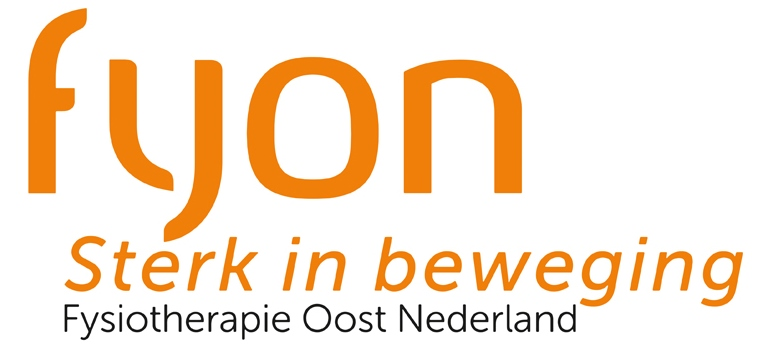 fyon
Sterk in beweging
Fysiotherapie Oost Nederland